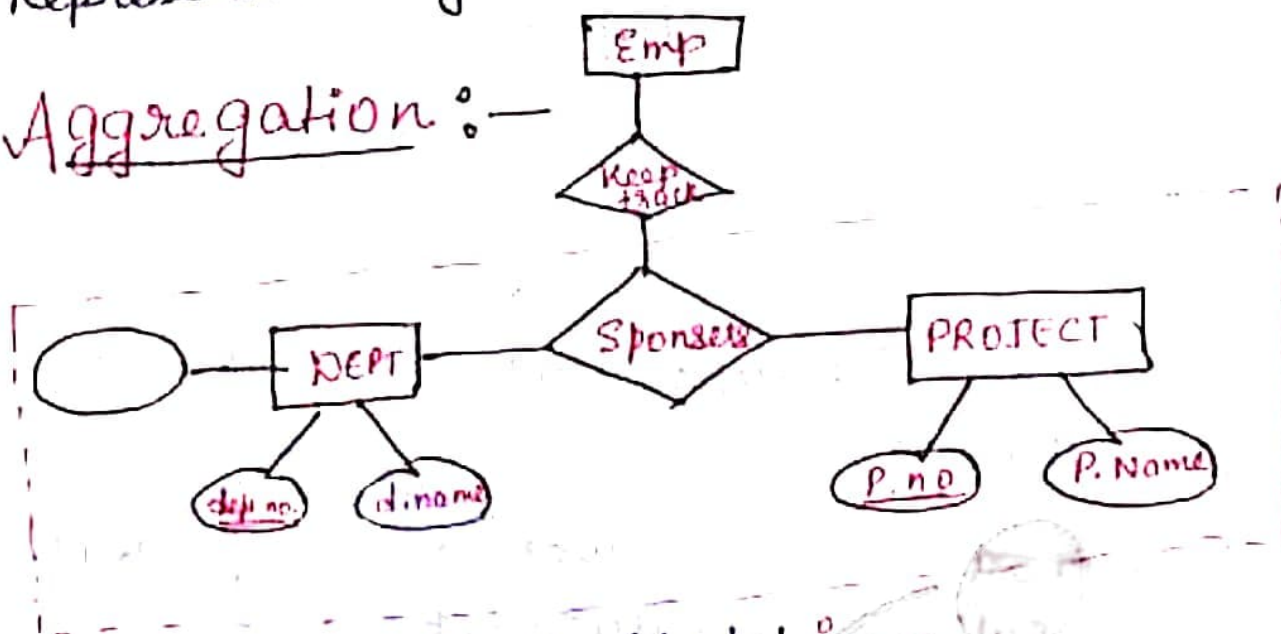 Emp
Aggregation :-
Keep
track
Sponsers
DEPT
PROJECT
dept no.
d.name
P.no
P.Name